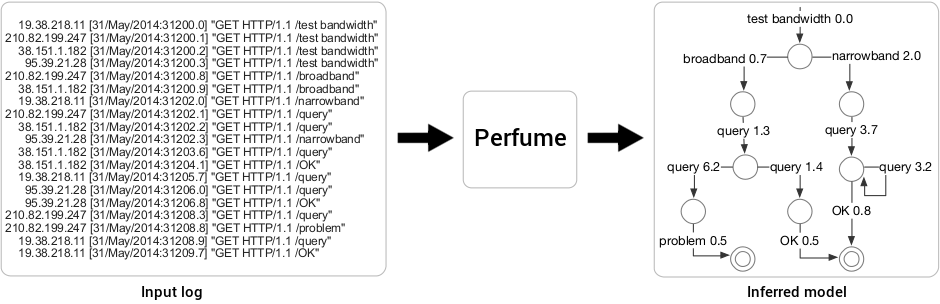 19.38.218.11 [31/May/2014:31200.0] "GET HTTP/1.1 /test bandwidth"
210.82.199.247 [31/May/2014:31200.1] "GET HTTP/1.1 /test bandwidth"
38.151.1.182 [31/May/2014:31200.2] "GET HTTP/1.1 /test bandwidth"
95.39.21.28 [31/May/2014:31200.3] "GET HTTP/1.1 /test bandwidth"
210.82.199.247 [31/May/2014:31200.8] "GET HTTP/1.1 /broadband"
38.151.1.182 [31/May/2014:31200.9] "GET HTTP/1.1 /broadband"
19.38.218.11 [31/May/2014:31202.0] "GET HTTP/1.1 /narrowband"
210.82.199.247 [31/May/2014:31202.1] "GET HTTP/1.1 /query"
38.151.1.182 [31/May/2014:31202.2] "GET HTTP/1.1 /query"
95.39.21.28 [31/May/2014:31202.3] "GET HTTP/1.1 /narrowband"
38.151.1.182 [31/May/2014:31203.6] "GET HTTP/1.1 /query"
38.151.1.182 [31/May/2014:31204.1] "GET HTTP/1.1 /OK"
19.38.218.11 [31/May/2014:31205.7] "GET HTTP/1.1 /query"
95.39.21.28 [31/May/2014:31206.0] "GET HTTP/1.1 /query"
95.39.21.28 [31/May/2014:31206.8] "GET HTTP/1.1 /OK"
210.82.199.247 [31/May/2014:31208.3] "GET HTTP/1.1 /query"
210.82.199.247 [31/May/2014:31208.8] "GET HTTP/1.1 /problem"
19.38.218.11 [31/May/2014:31208.9] "GET HTTP/1.1 /query"
19.38.218.11 [31/May/2014:31209.7] "GET HTTP/1.1 /OK"
Input log
Perfume
test bandwidth 0.0
broadband 0.7
narrowband 2.0
query 1.3
query 3.7
query 6.2
query 1.4
query 3.2
OK 0.8
problem 0.5
OK 0.5
Inferred model